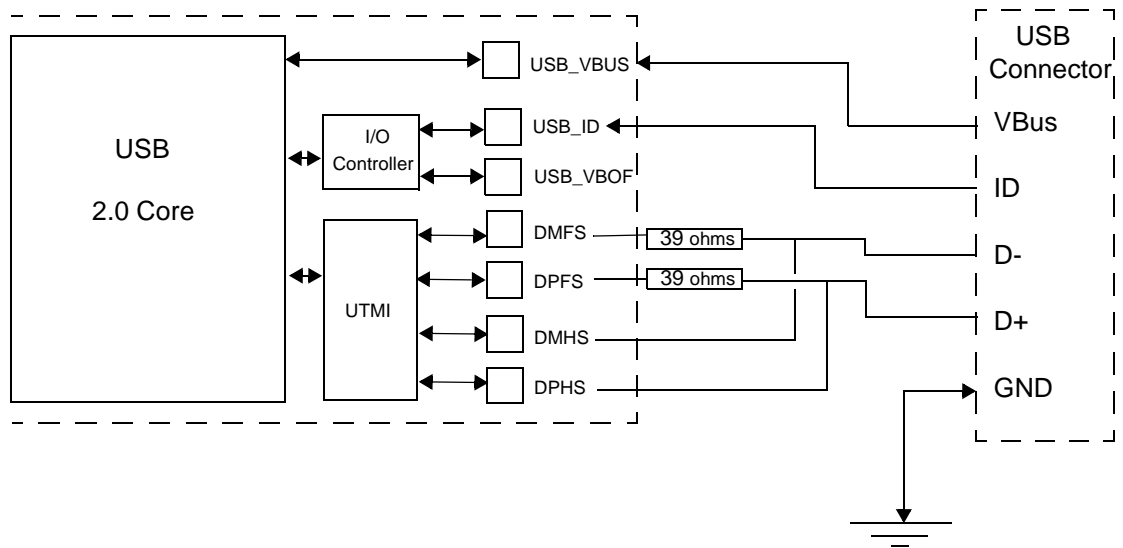 USB
2.0 Core
I/O
Controller
UTMI
USB_VBUS
USB_ID
USB_VBOF
DMFS
DPFS
DMHS
DPHS
39 ohms
39 ohms
USB
Connector
VBus
ID
D-
D+
GND